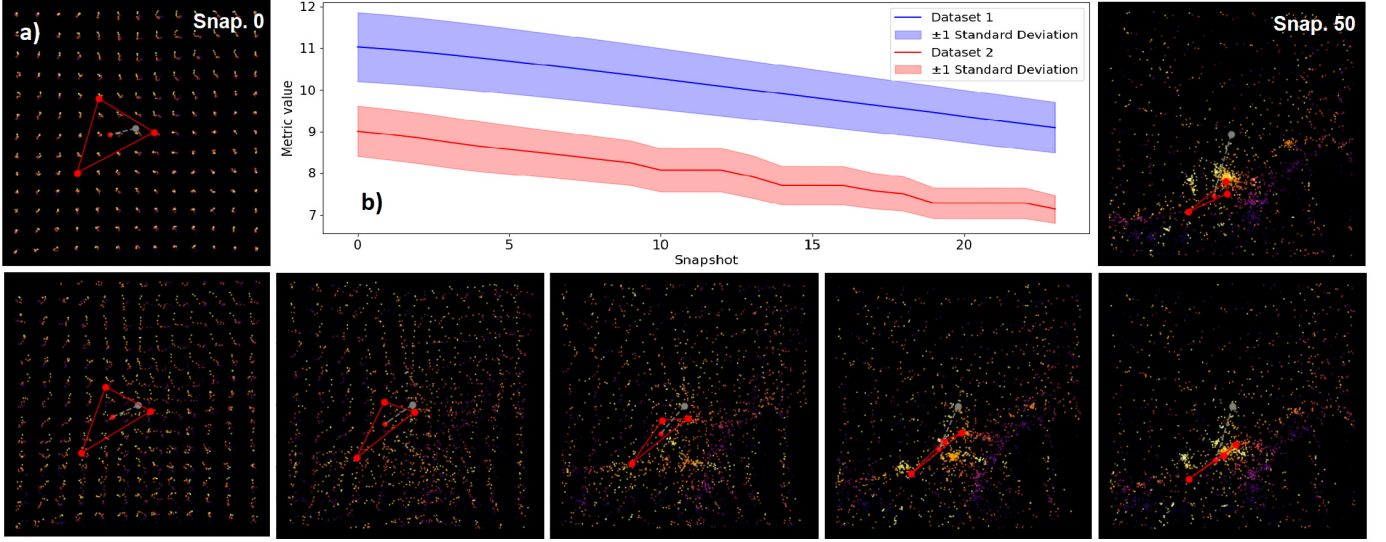 a)
Snap. 0
12
11
10
9
8
7
Metric value
Dataset 1
±1 Standard Deviation
Dataset 2
±1 Standard Deviation
b)
0 5 10 15 20
Snapshot
Snap. 50